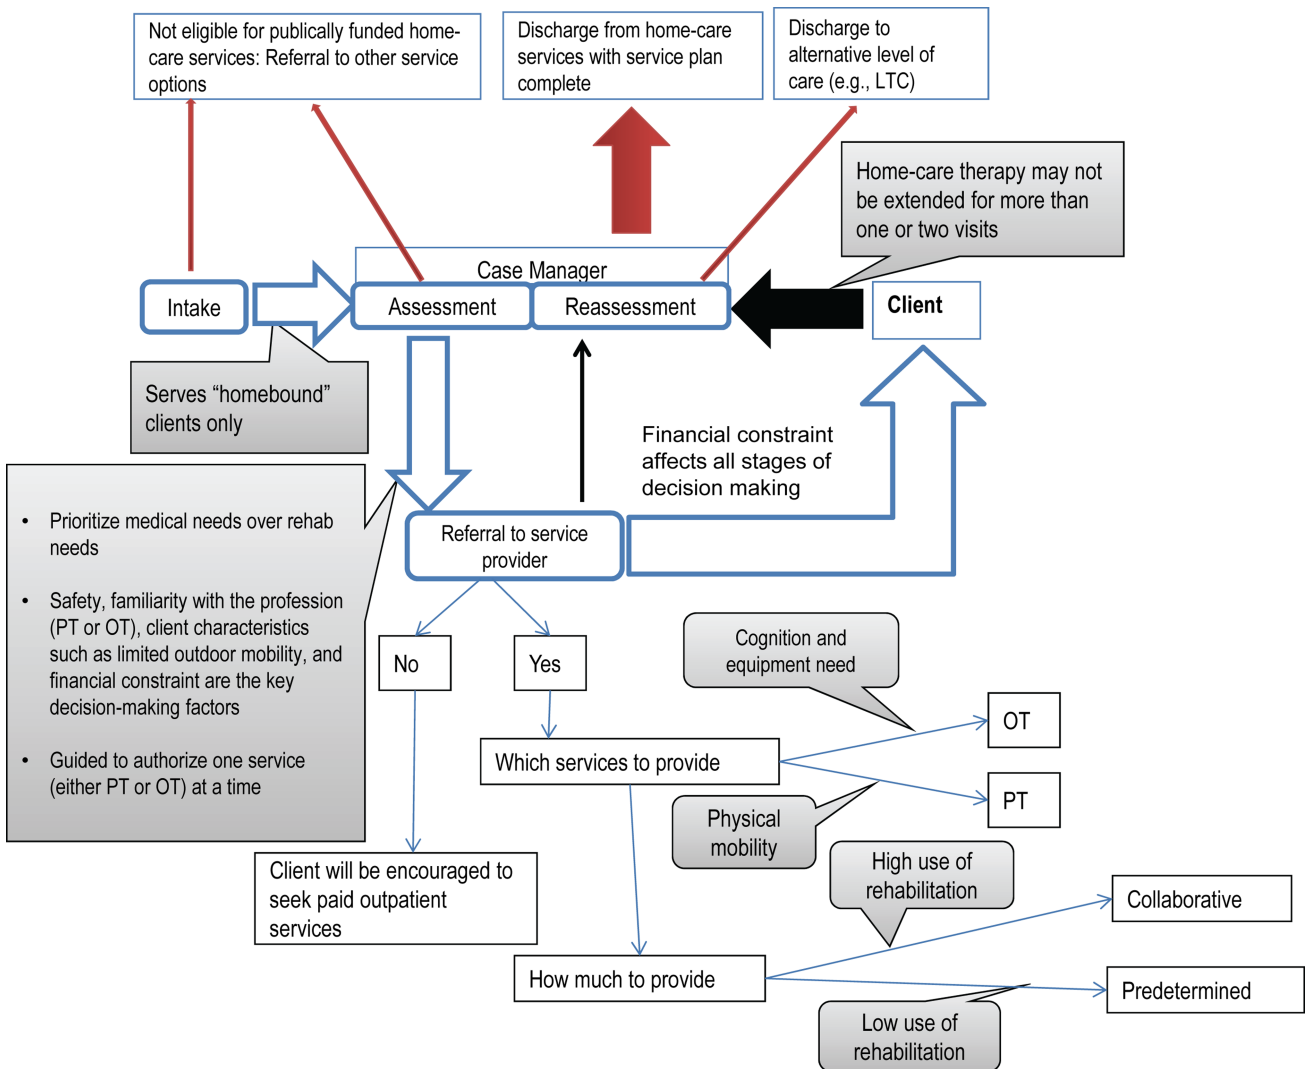 Not eligible for publically funded home-
care services: Referral to other service
options
Discharge from home-care
services with service plan
complete
Discharge to
alternative level of
care (e.g., LTC)
Home-care therapy may not
be extended for more than
one or two visits
Case Manager
Intake
Assessment
Reassessment
Client
Serves “homebound”
clients only
Financial constraint
affects all stages of
decision making
• Prioritize medical needs over rehab
needs
• Safety, familiarity with the profession
(PT or OT), client characteristics
such as limited outdoor mobility, and
financial constraint are the key
decision-making factors
• Guided to authorize one service
(either PT or OT) at a time
Referral to service
provider
No
Yes
Cognition and
equipment need
OT
Which services to provide
PT
Physical
mobility
Client will be encouraged to
seek paid outpatient
services
High use of
rehabilitation
Collaborative
How much to provide
Predetermined
Low use of
rehabilitation